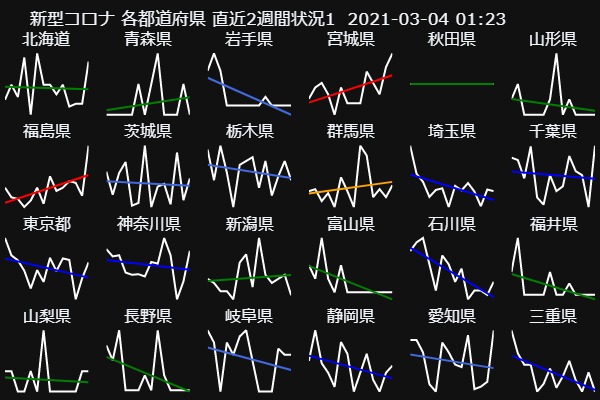 新型コロナ 各都道府県 直近2週間状況1 2021-03-04 01:23
北海道 青森県 岩手県 宮城県 秋田県 山形県
福島県 茨城県 栃木県 群馬県 埼玉県 千葉県
東京都 神奈川県 新潟県 富山県 石川県 福井県
山梨県 長野県 岐阜県 静岡県 愛知県 三重県